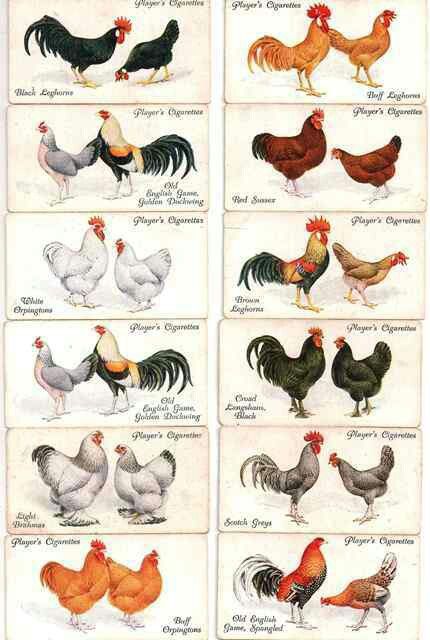 Player's Cigarettes
Black Leghorns
Player's Cigarettes
Buff Leghorns
Player's Cigarettes
Old
English Game,
Golden Duckwing
Player's Cigarettes
Red Sussex
Player's Cigarettes
White
Orpingtons
Player's Cigarettes
Brown
Leghorns
Player's Cigarettes
Old
English Game,
Golden Duckwing
Player's Cigarettes
Croad
Langshans,
Black
Player's Cigarettes
Light
Brahmas
Player's Cigarettes
Scotch Greys
Player's Cigarettes
Buff
Orpingtons
Player's Cigarettes
Old English
Game, Spangled